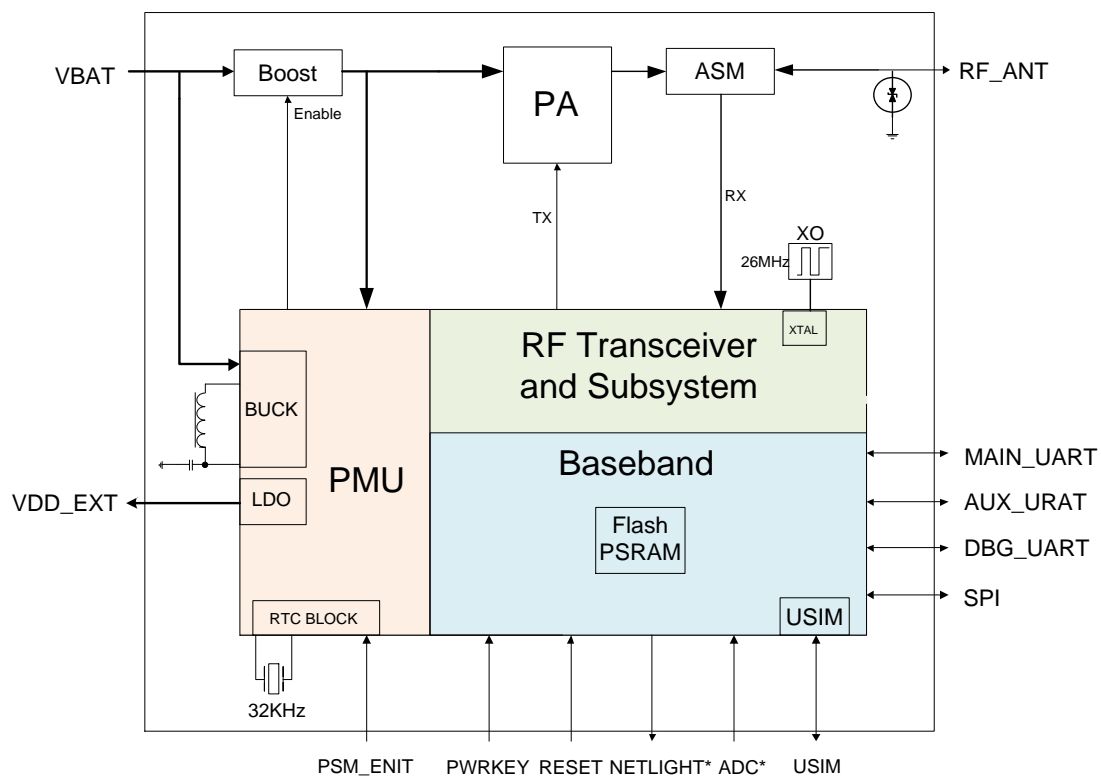 VBAT
Boost
PA
ASM
RF_ANT
Enable
TX
RX
XO
26MHz
XTAL
RF Transceiver
and Subsystem
BUCK
PMU
Baseband
LDO
VDD_EXT
Flash
PSRAM
MAIN_UART
AUX_URAT
DBG_UART
SPI
RTC BLOCK
USIM
32KHz
PSM_ENIT
PWRKEY
RESET
NETLIGHT*
ADC*
USIM